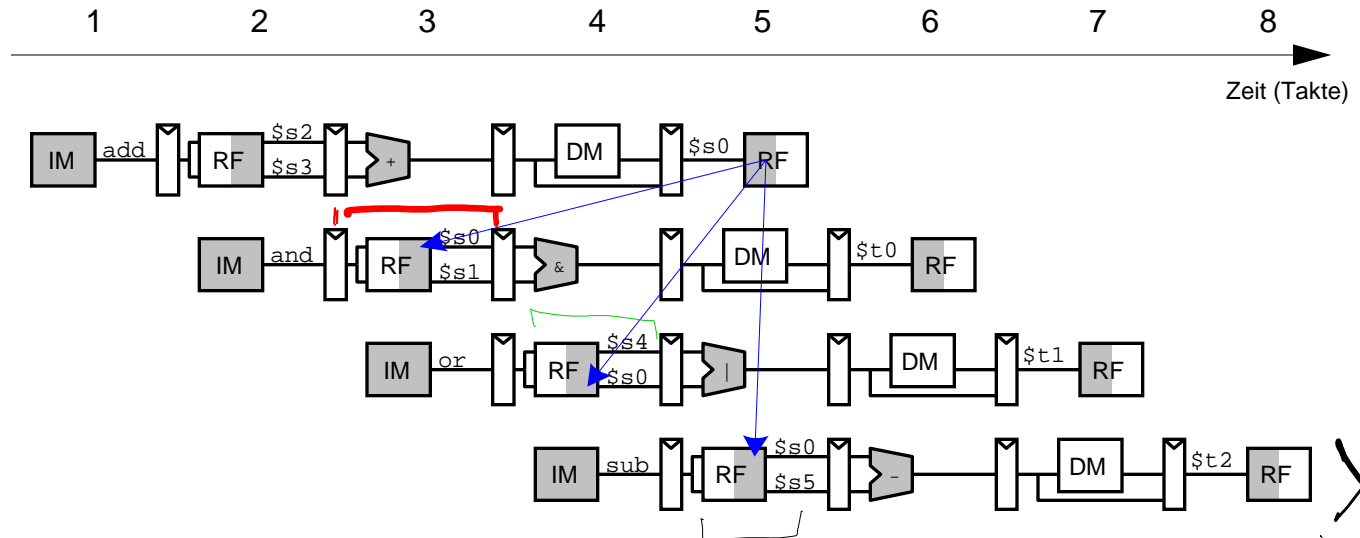 1 2 3 4 5 6 7 8
Zeit (Takte)
IM add RF $s2 $s3 + DM $s0 RF
IM and RF $s0 $s1 & DM $t0 RF
IM or RF $s4 $s0 | DM $t1 RF
IM sub RF $s0 $s5 - DM $t2 RF